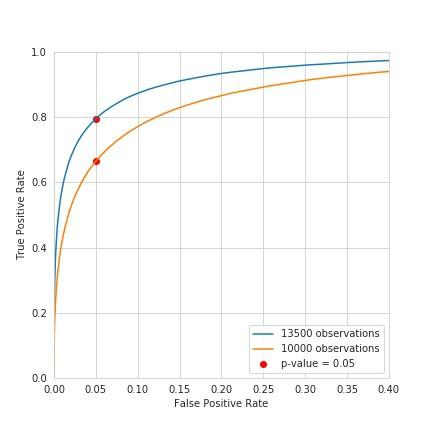 1.0
0.8
0.6
0.4
0.2
0.0
True Positive Rate
0.00 0.05 0.10 0.15 0.20 0.25 0.30 0.35 0.40
False Positive Rate
13500 observations
10000 observations
p-value = 0.05